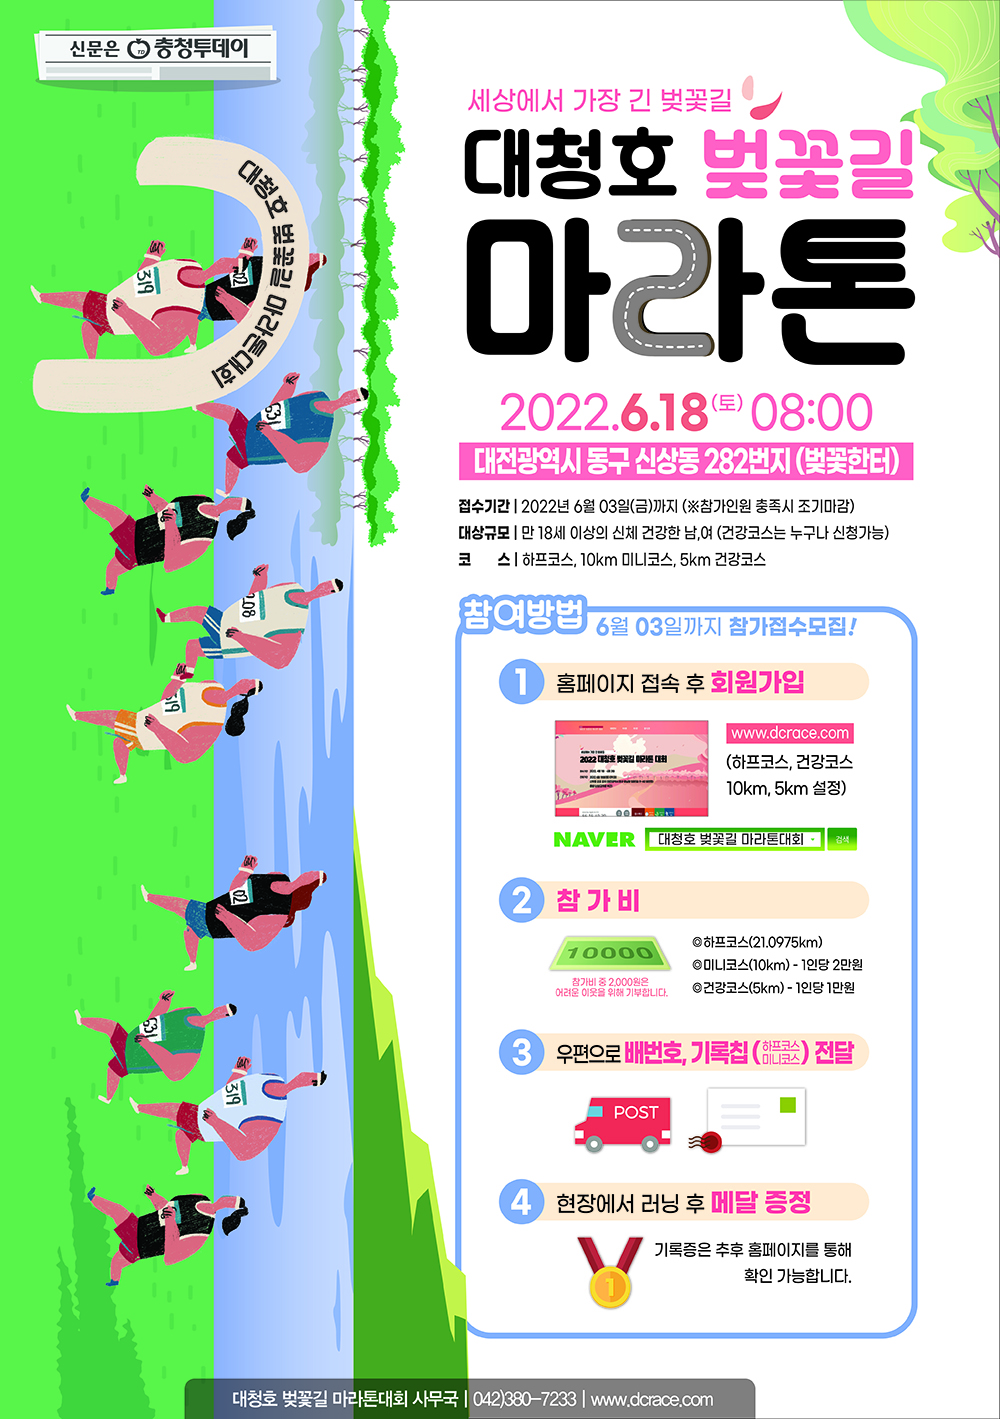 신문은 충청투데이
세상에서 가장 긴 벚꽃길
대청호 벚꽃길
마라톤
2022.6.18(토) 08:00
대전광역시 동구 신상동 282번지 (벚꽃한터)
접수기간 | 2022년 6월 03일(금)까지 (※참가인원 충족시 조기마감)
대상규모 | 만 18세 이상의 신체 건강한 남,여 (건강코스는 누구나 신청가능)
코 스 | 하프코스, 10km 미니코스, 5km 건강코스
대청호 벚꽃길 마라톤대회
319
02
631
08
319
02
631
319
참여방법 6월 03일까지 참가접수모집!
1 홈페이지 접속 후 회원가입
2022 대청호 벚꽃길 마라톤 대회
www.dcrace.com
(하프코스, 건강코스
10km, 5km 설정)
NAVER 대청호 벚꽃길 마라톤대회 검색
2 참 가 비
10000
참가비 중 2,000원은
어려운 이웃을 위해 기부합니다.
◎하프코스(21.0975km)
◎미니코스(10km) - 1인당 2만원
◎건강코스(5km) - 1인당 1만원
3 우편으로 배번호, 기록칩 (하프코스 미니코스) 전달
POST
4 현장에서 러닝 후 메달 증정
1
기록증은 추후 홈페이지를 통해
확인 가능합니다.
대청호 벚꽃길 마라톤대회 사무국 | 042)380-7233 | www.dcrace.com